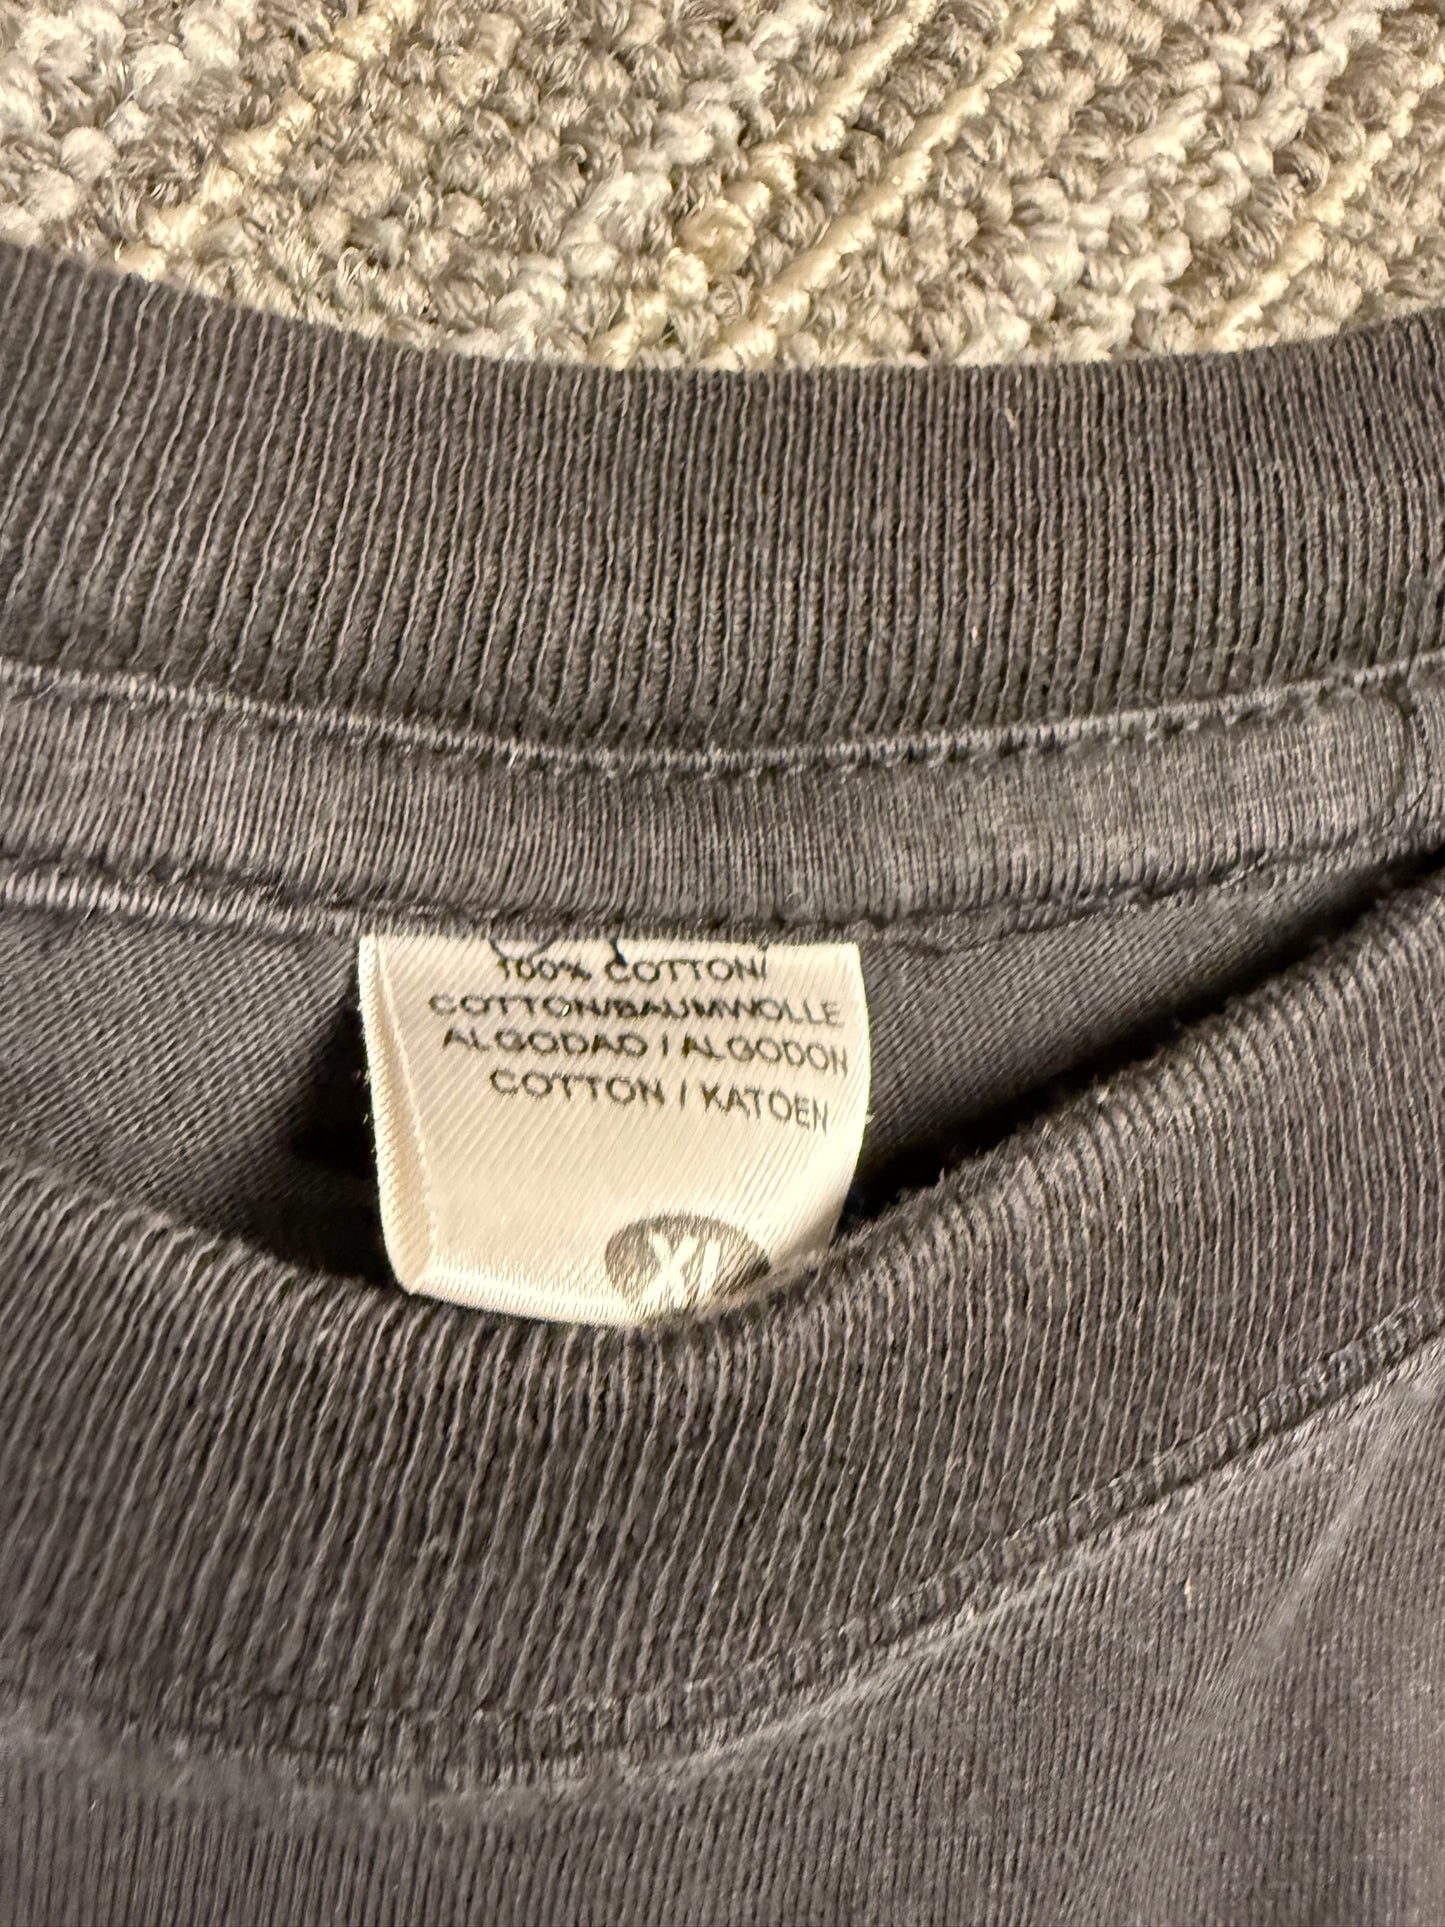 100% COTTON/
COTTON/BAUMWOLLE
ALGODAO / ALGODON
COTTON / KATOEN
XL